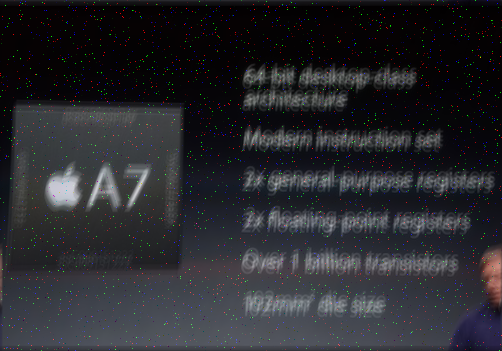 A7
64-bit desktop-class
architecture
Modern instruction set
2x general-purpose registers
2x floating-point registers
Over 1 billion transistors
102mm² die size